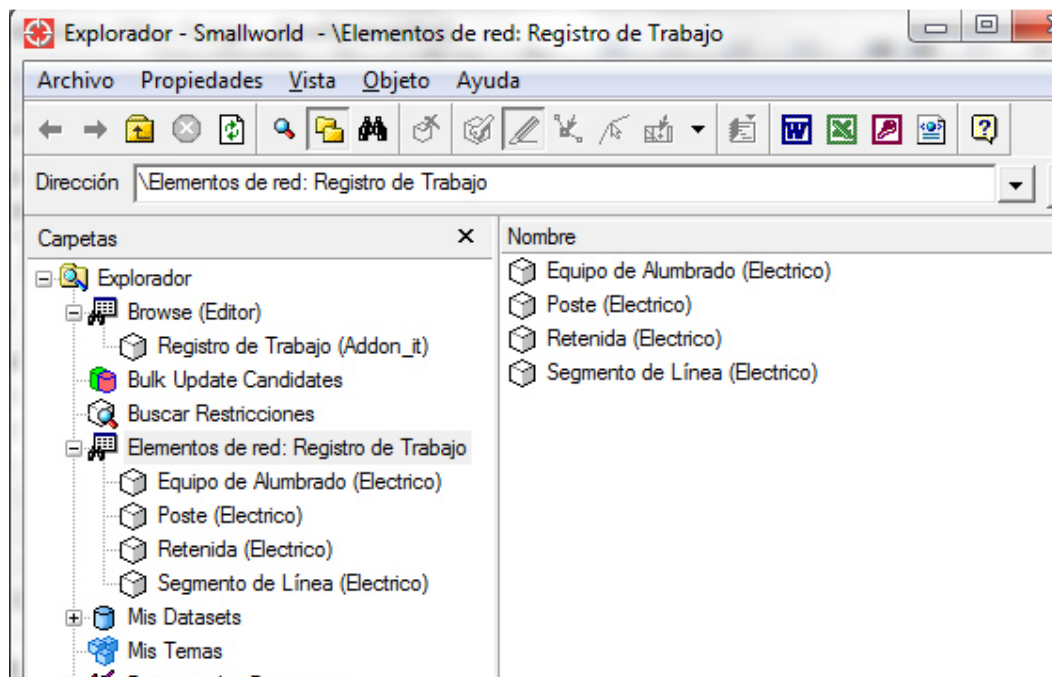 Explorador - Smallworld - \Elementos de red: Registro de Trabajo
Archivo Propiedades Vista Objeto Ayuda
Dirección \Elementos de red: Registro de Trabajo
Carpetas
Explorador
Browse (Editor)
Registro de Trabajo (Addon_it)
Bulk Update Candidates
Buscar Restricciones
Elementos de red: Registro de Trabajo
Equipo de Alumbrado (Electrico)
Poste (Electrico)
Retenida (Electrico)
Segmento de Línea (Electrico)
Mis Datasets
Mis Temas
Nombre
Equipo de Alumbrado (Electrico)
Poste (Electrico)
Retenida (Electrico)
Segmento de Línea (Electrico)